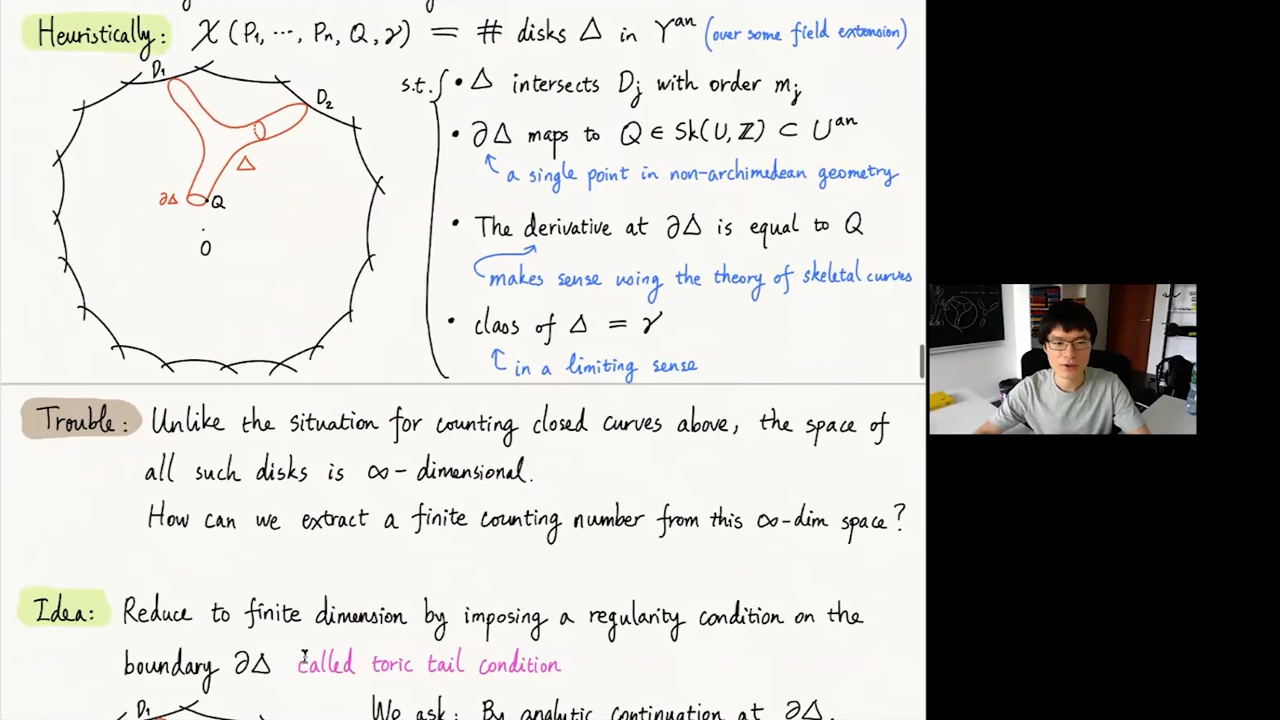 Heuristically: χ(P₁, ⋯, Pₙ, Q, γ) = # disks Δ in Yᵃⁿ (over some field extension)
D₁
D₂
Δ
∂Δ
Q
O
s.t. • Δ intersects Dⱼ with order mⱼ
• ∂Δ maps to Q ∈ Sk(U, ℤ) ⊂ Uᵃⁿ
a single point in non-archimedean geometry
• The derivative at ∂Δ is equal to Q
makes sense using the theory of skeletal curves
• class of Δ = γ
in a limiting sense
Trouble: Unlike the situation for counting closed curves above, the space of
all such disks is ∞-dimensional.
How can we extract a finite counting number from this ∞-dim space?
Idea: Reduce to finite dimension by imposing a regularity condition on the
boundary ∂Δ called toric tail condition
D₁
We ask: By analytic continuation at ∂Δ,